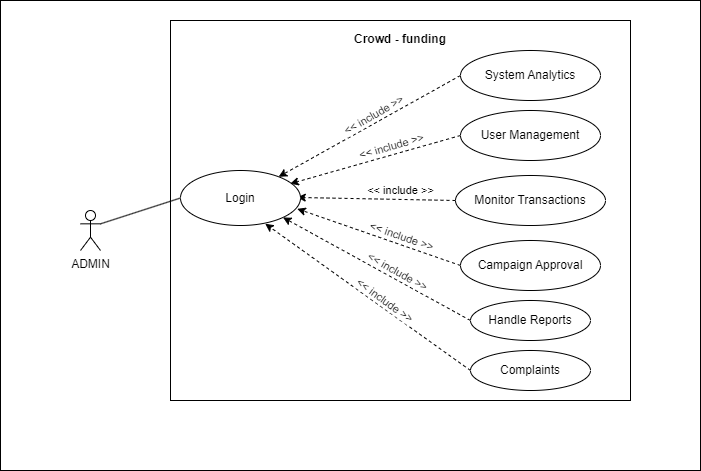 Crowd - funding
System Analytics
<< include >>
User Management
<< include >>
Login
<< include >>
Monitor Transactions
ADMIN
<< include >>
Campaign Approval
<< include >>
Handle Reports
<< include >>
Complaints